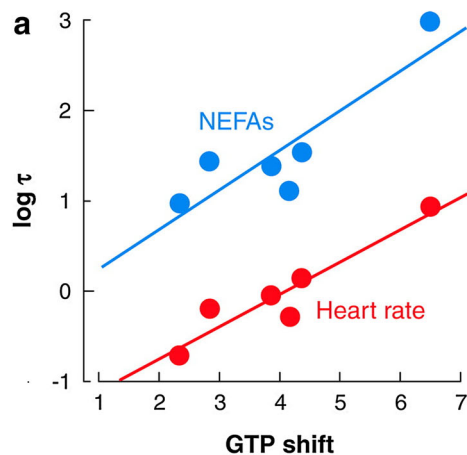 a
3
2
1
0
-1
log τ
NEFAs
Heart rate
1 2 3 4 5 6 7
GTP shift